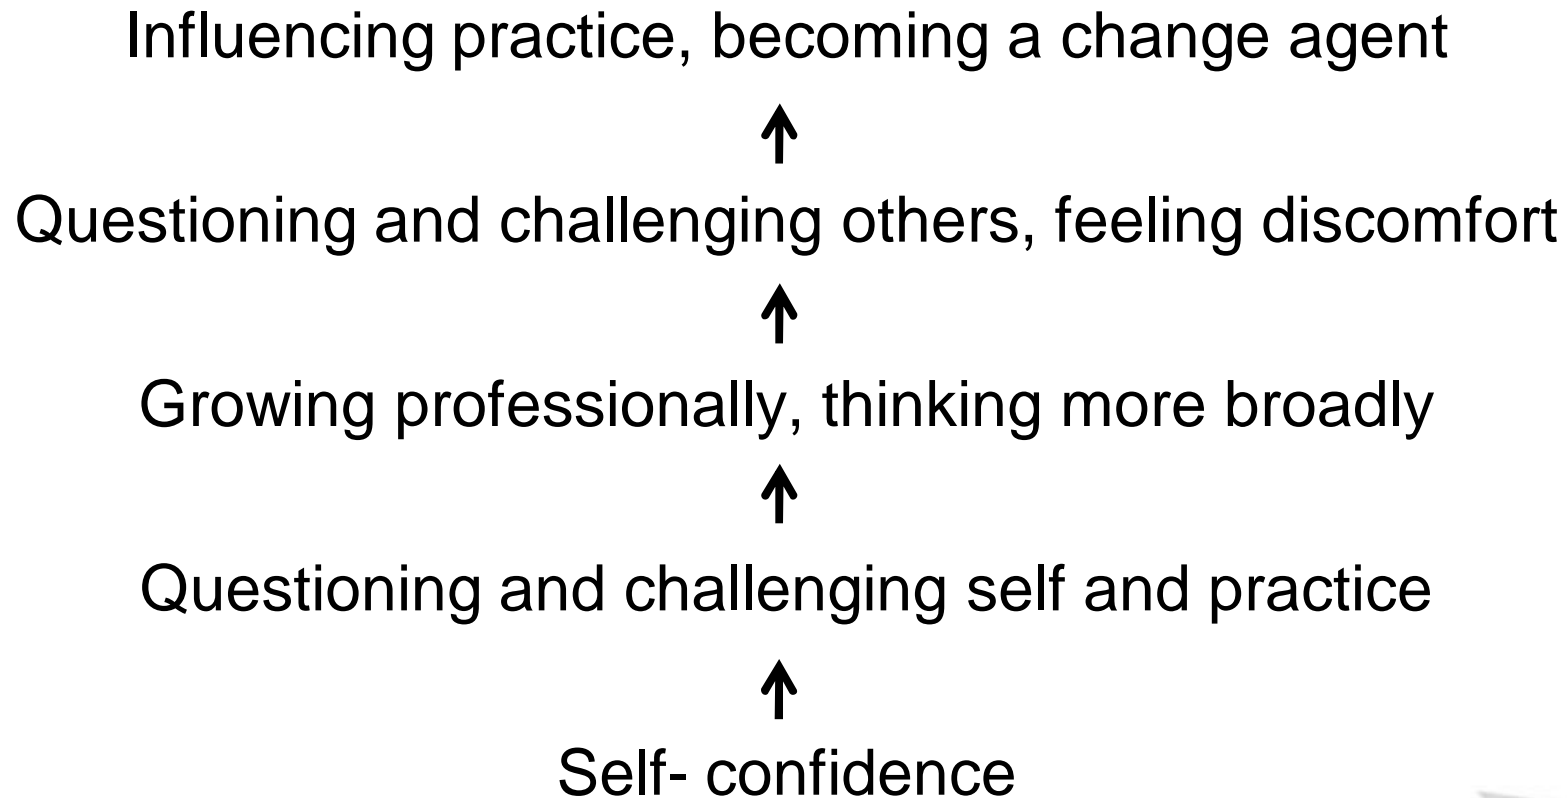 Influencing practice, becoming a change agent
Questioning and challenging others, feeling discomfort
Growing professionally, thinking more broadly
Questioning and challenging self and practice
Self- confidence